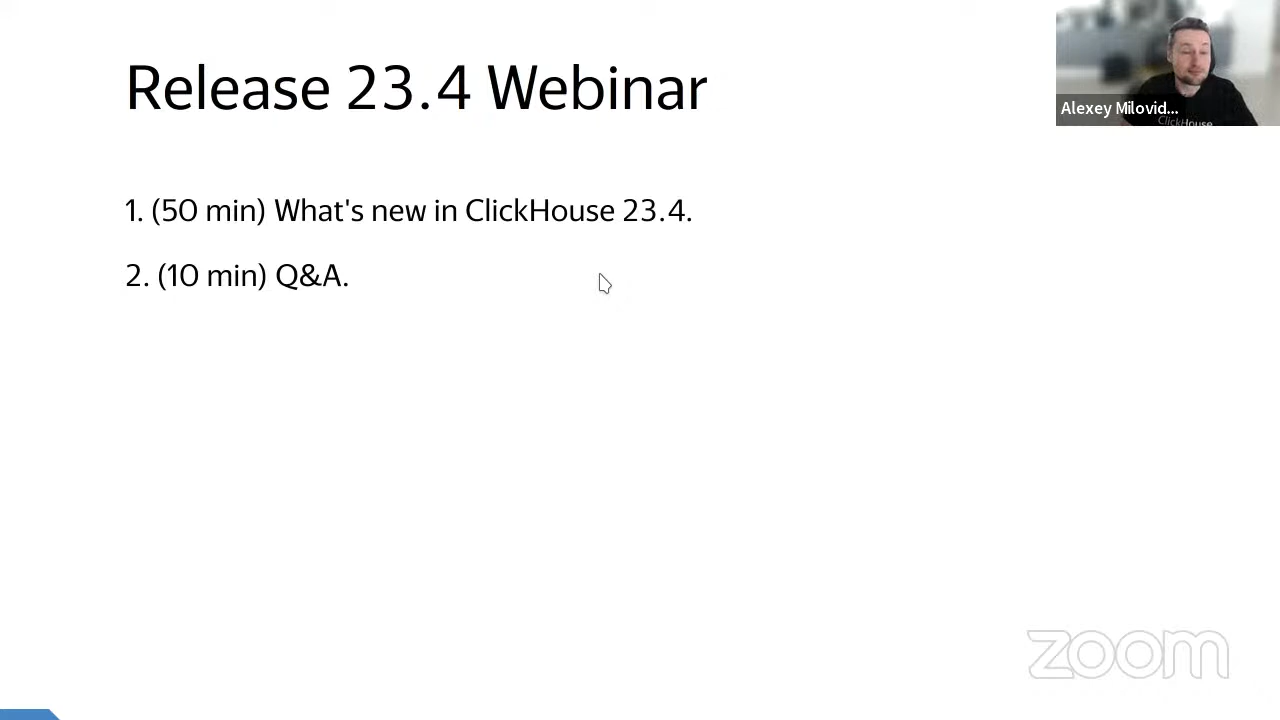 Release 23.4 Webinar
Alexey Milovid...
ClickHouse
1. (50 min) What's new in ClickHouse 23.4.
2. (10 min) Q&A.
zoom